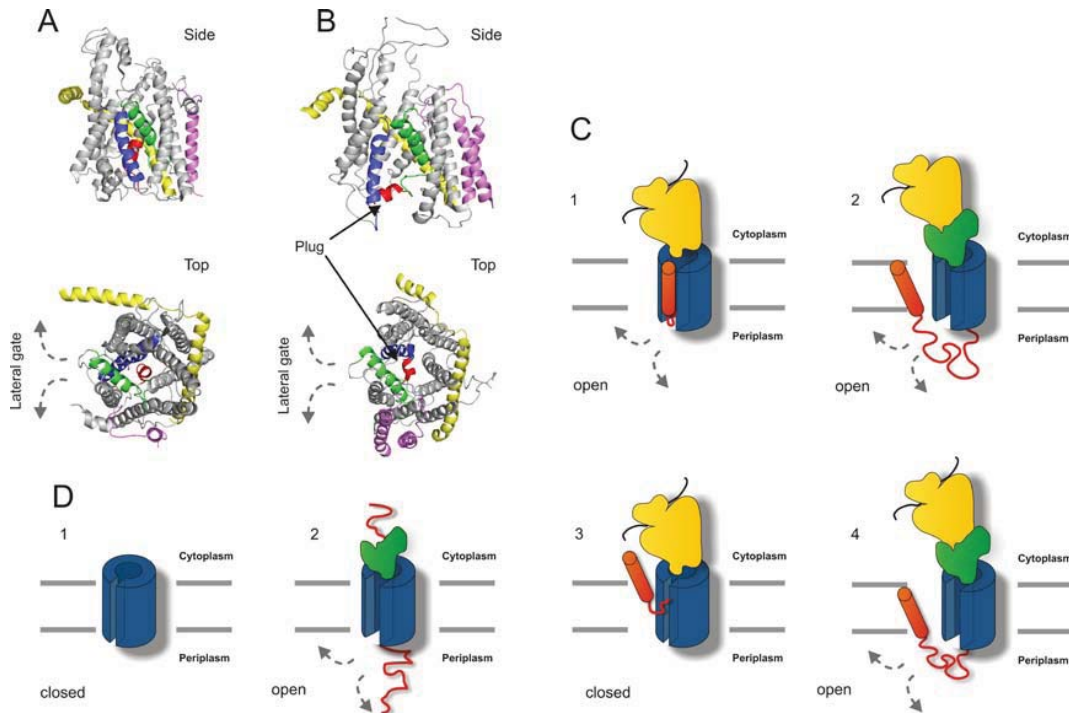 A
Side
B
Side
Plug
Top
Lateral gate
Top
Lateral gate
C
1
Cytoplasm
Periplasm
open
2
Cytoplasm
Periplasm
open
D
1
Cytoplasm
Periplasm
closed
2
Cytoplasm
Periplasm
open
3
Cytoplasm
Periplasm
closed
4
Cytoplasm
Periplasm
open